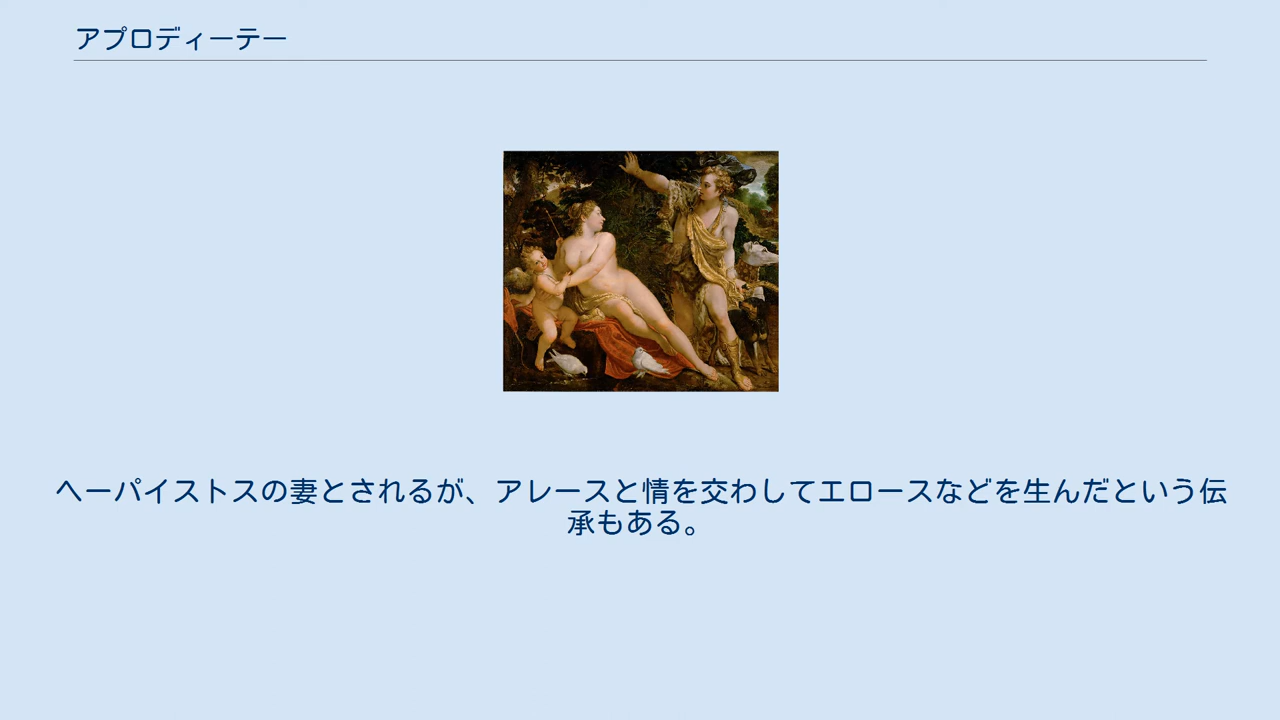 アプロディーテー
ヘーパイストスの妻とされるが、アレースと情を交わしてエロースなどを生んだという伝
承もある。